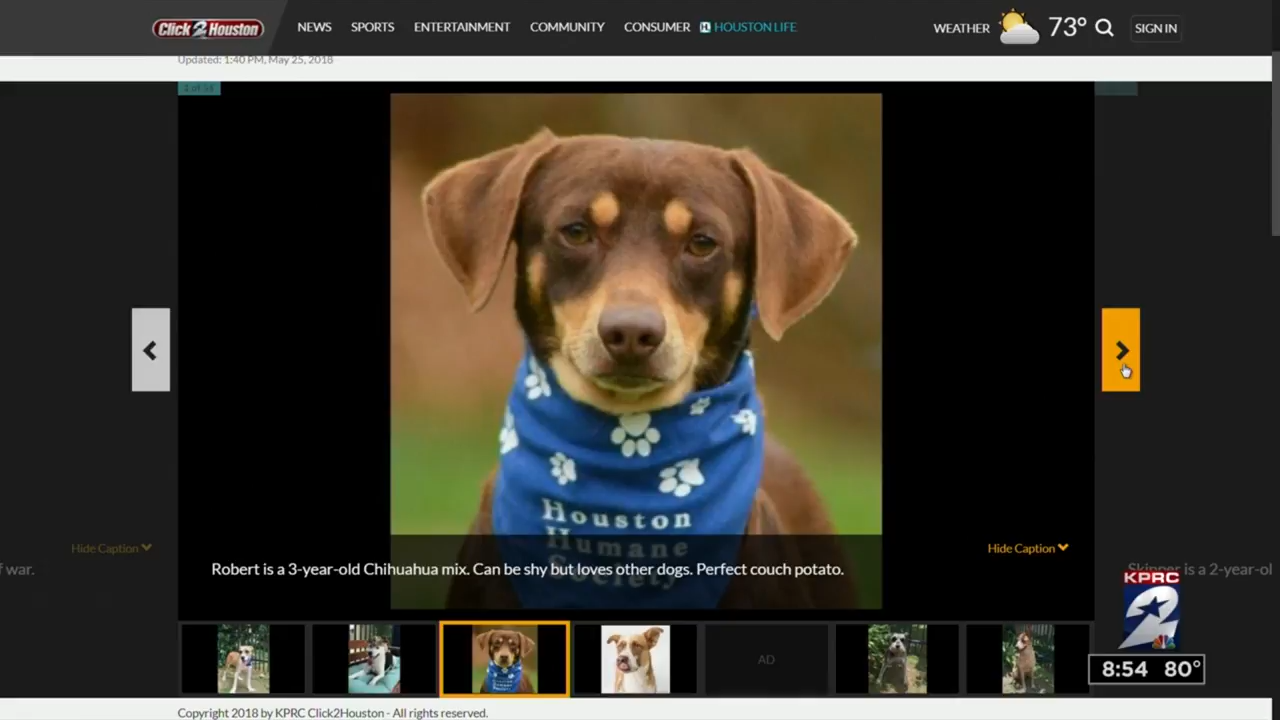 Click2Houston
NEWS SPORTS ENTERTAINMENT COMMUNITY CONSUMER H HOUSTON LIFE
WEATHER 73° SIGN IN
Updated: 1:40 PM, May 25, 2018
Houston
Humane
Society
Hide Caption
Hide Caption
f war.
Robert is a 3-year-old Chihuahua mix. Can be shy but loves other dogs. Perfect couch potato.
Skipper is a 2-year-ol
KPRC
2
AD
8:54 80°
Copyright 2018 by KPRC Click2Houston - All rights reserved.